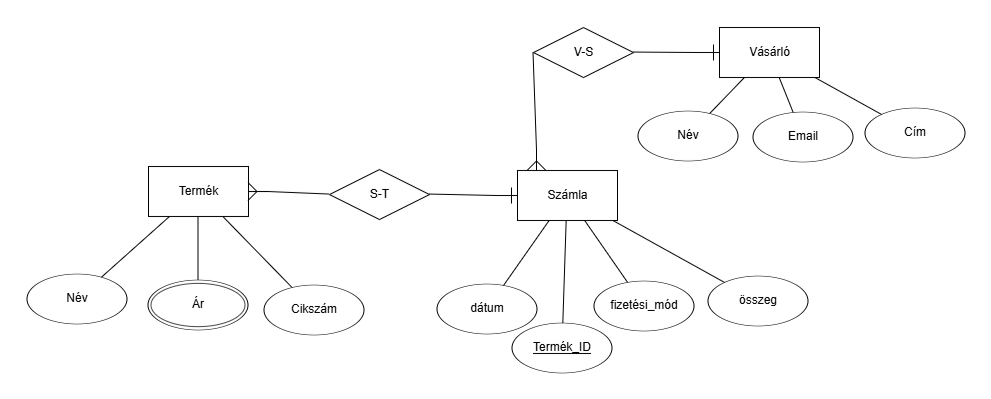 V-S
Vásárló
Név
Email
Cím
Termék
S-T
Számla
Név
Ár
Cikszám
dátum
Termék_ID
fizetési_mód
összeg